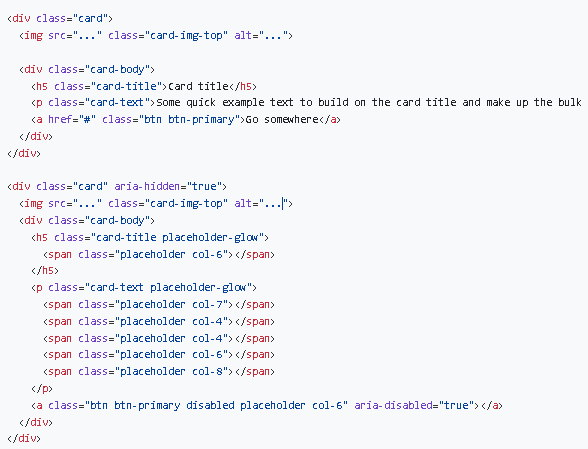 <div class="card">
<img src="..." class="card-img-top" alt="...">
<div class="card-body">
<h5 class="card-title">Card title</h5>
<p class="card-text">Some quick example text to build on the card title and make up the bulk
<a href="#" class="btn btn-primary">Go somewhere</a>
</div>
</div>
<div class="card" aria-hidden="true">
<img src="..." class="card-img-top" alt="...">
<div class="card-body">
<h5 class="card-title placeholder-glow">
<span class="placeholder col-6"></span>
</h5>
<p class="card-text placeholder-glow">
<span class="placeholder col-7"></span>
<span class="placeholder col-4"></span>
<span class="placeholder col-4"></span>
<span class="placeholder col-6"></span>
<span class="placeholder col-8"></span>
</p>
<a class="btn btn-primary disabled placeholder col-6" aria-disabled="true"></a>
</div>
</div>